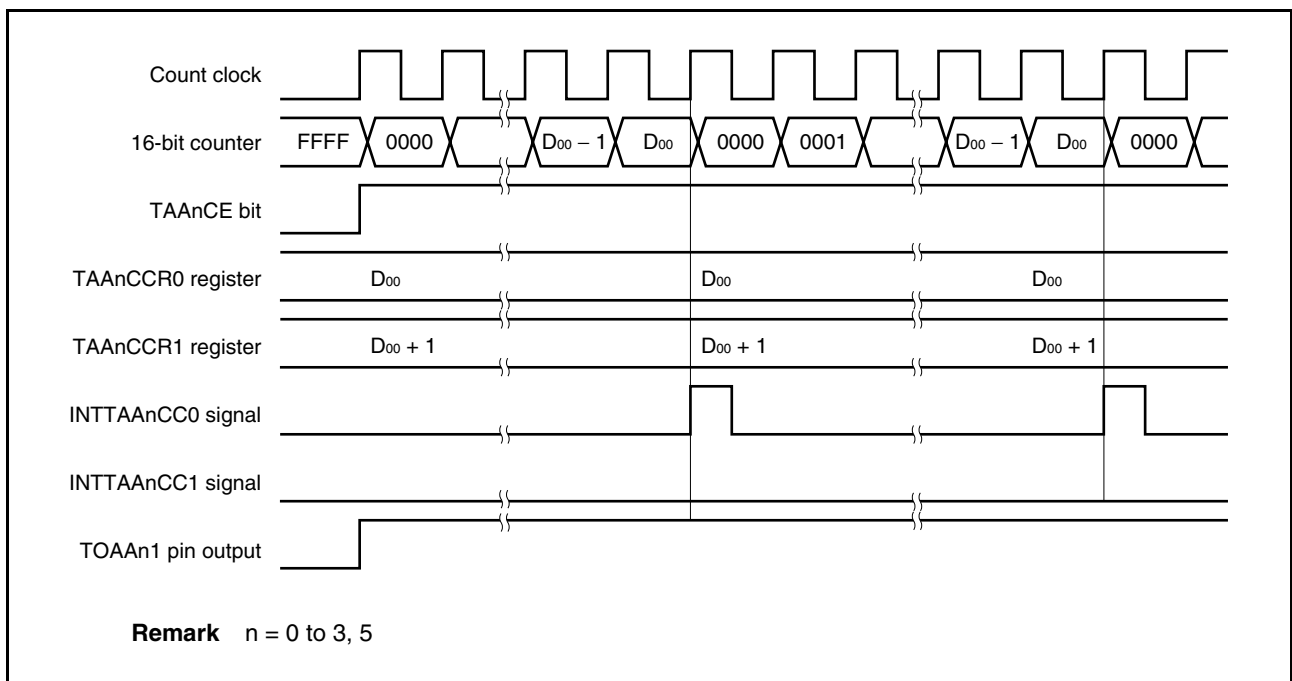 Count clock
16-bit counter FFFF 0000 D00 − 1 D00 0000 0001 D00 − 1 D00 0000
TAAnCE bit
TAAnCCR0 register D00 D00 D00
TAAnCCR1 register D00 + 1 D00 + 1 D00 + 1
INTTAAnCC0 signal
INTTAAnCC1 signal
TOAAn1 pin output
Remark n = 0 to 3, 5